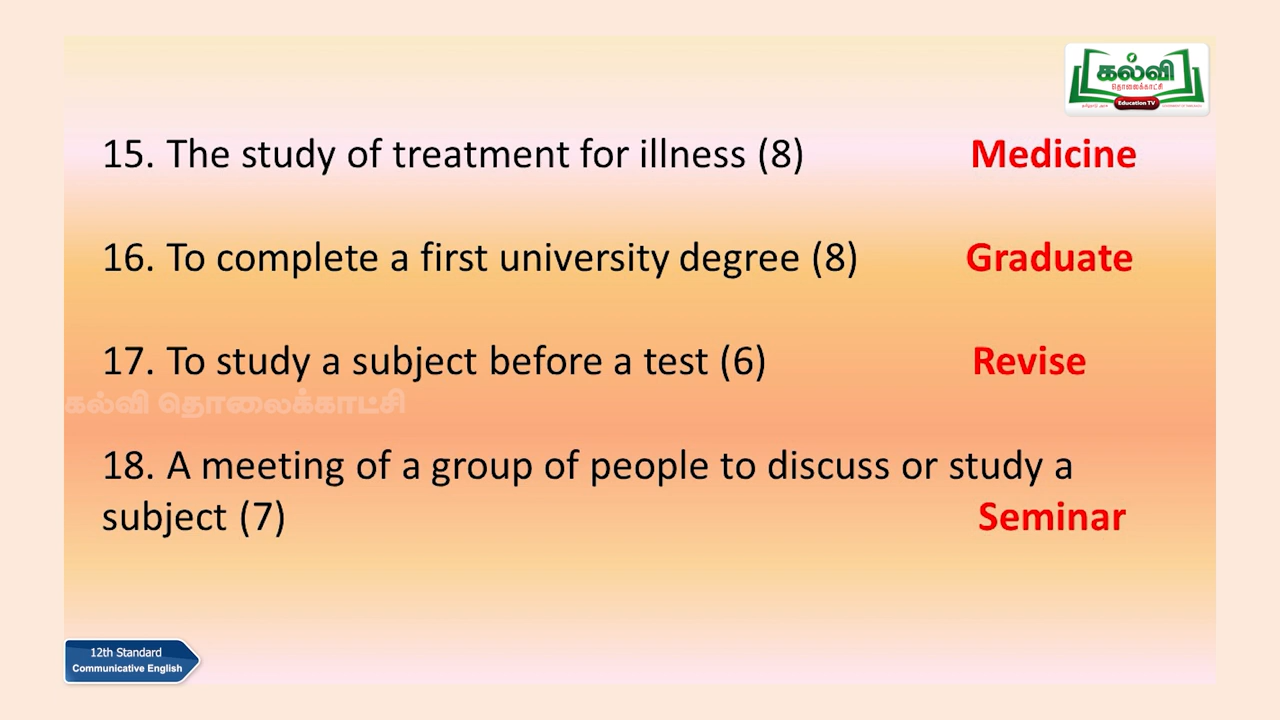 கல்வி
தொலைக்காட்சி
Education TV
15. The study of treatment for illness (8) Medicine
16. To complete a first university degree (8) Graduate
17. To study a subject before a test (6) Revise
கல்வி தொலைக்காட்சி
18. A meeting of a group of people to discuss or study a
subject (7) Seminar
12th Standard
Communicative English